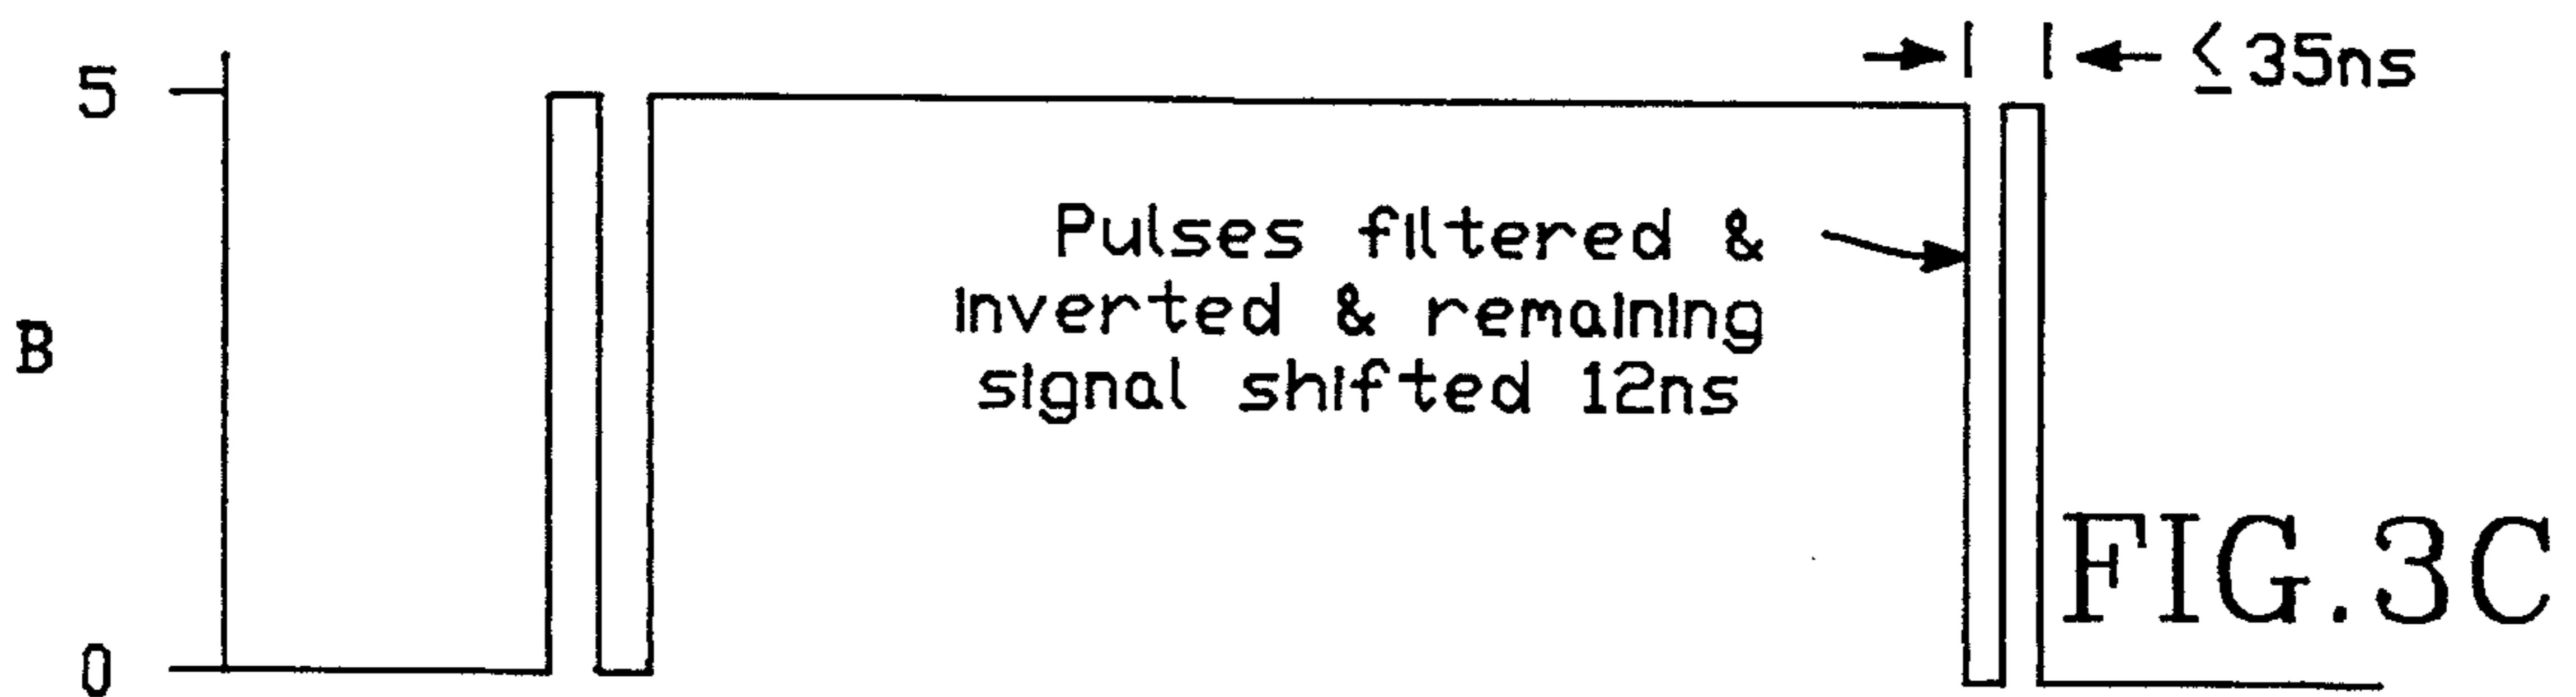 5
≤35ns
Pulses filtered &
inverted & remaining
signal shifted 12ns
B
FIG.3C
0